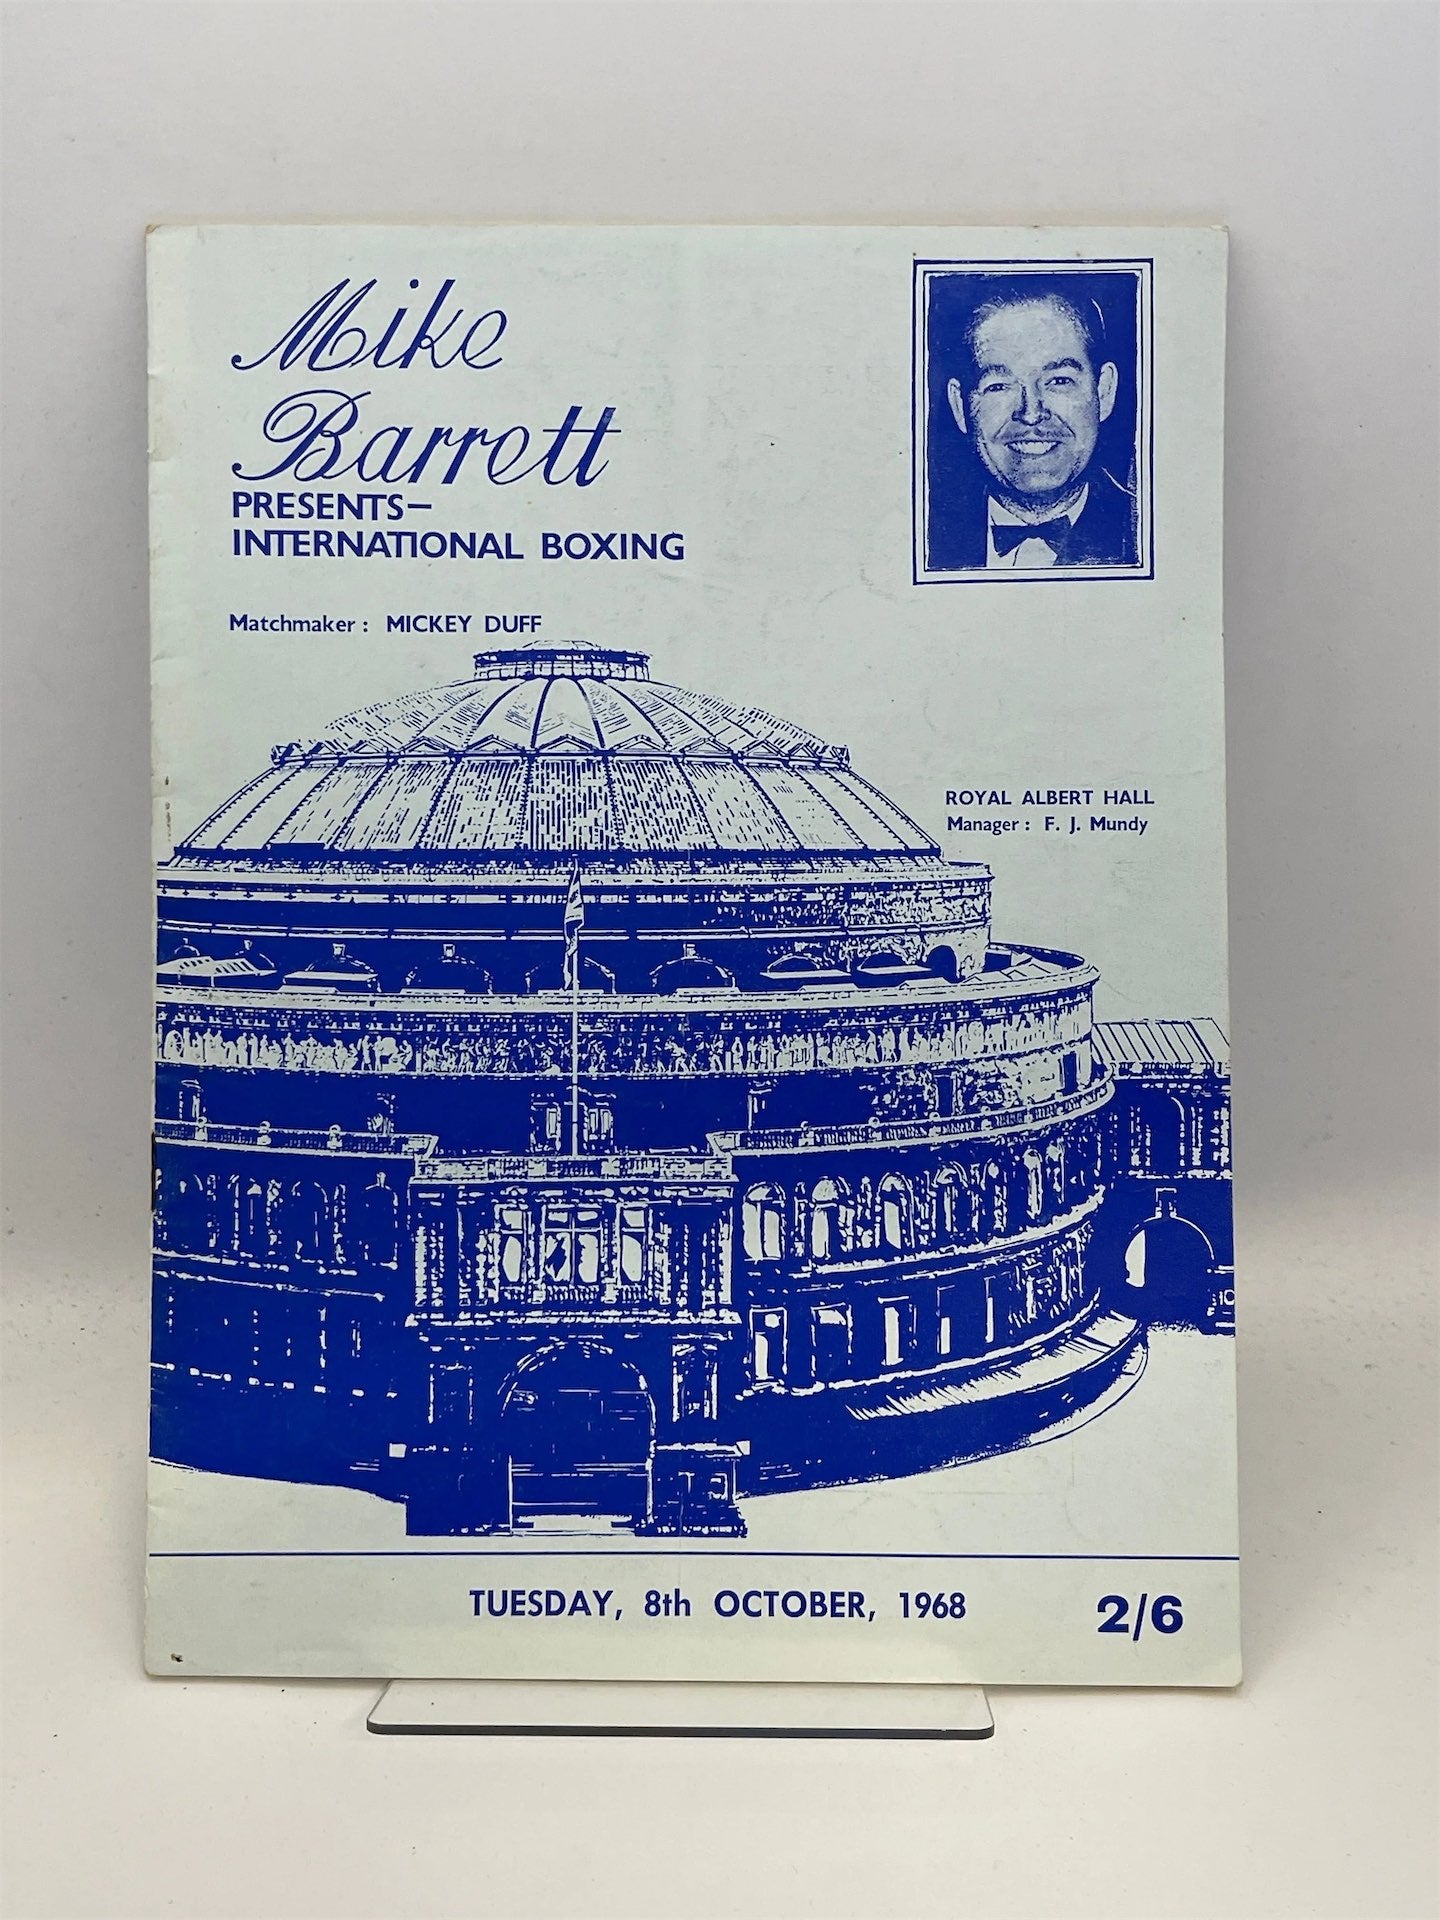 Mike
Barrett
PRESENTS—
INTERNATIONAL BOXING
Matchmaker : MICKEY DUFF
ROYAL ALBERT HALL
Manager : F. J. Mundy
TUESDAY, 8th OCTOBER, 1968
2/6